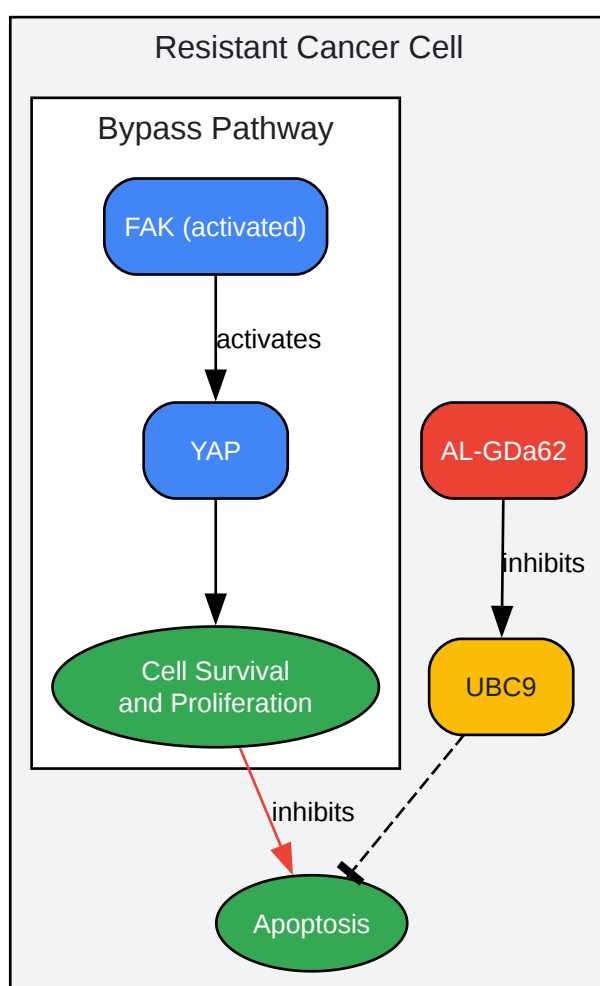 Resistant Cancer Cell
Bypass Pathway
FAK (activated)
activates
YAP
AL-GDa62
inhibits
Cell Survival
and Proliferation
UBC9
inhibits
Apoptosis